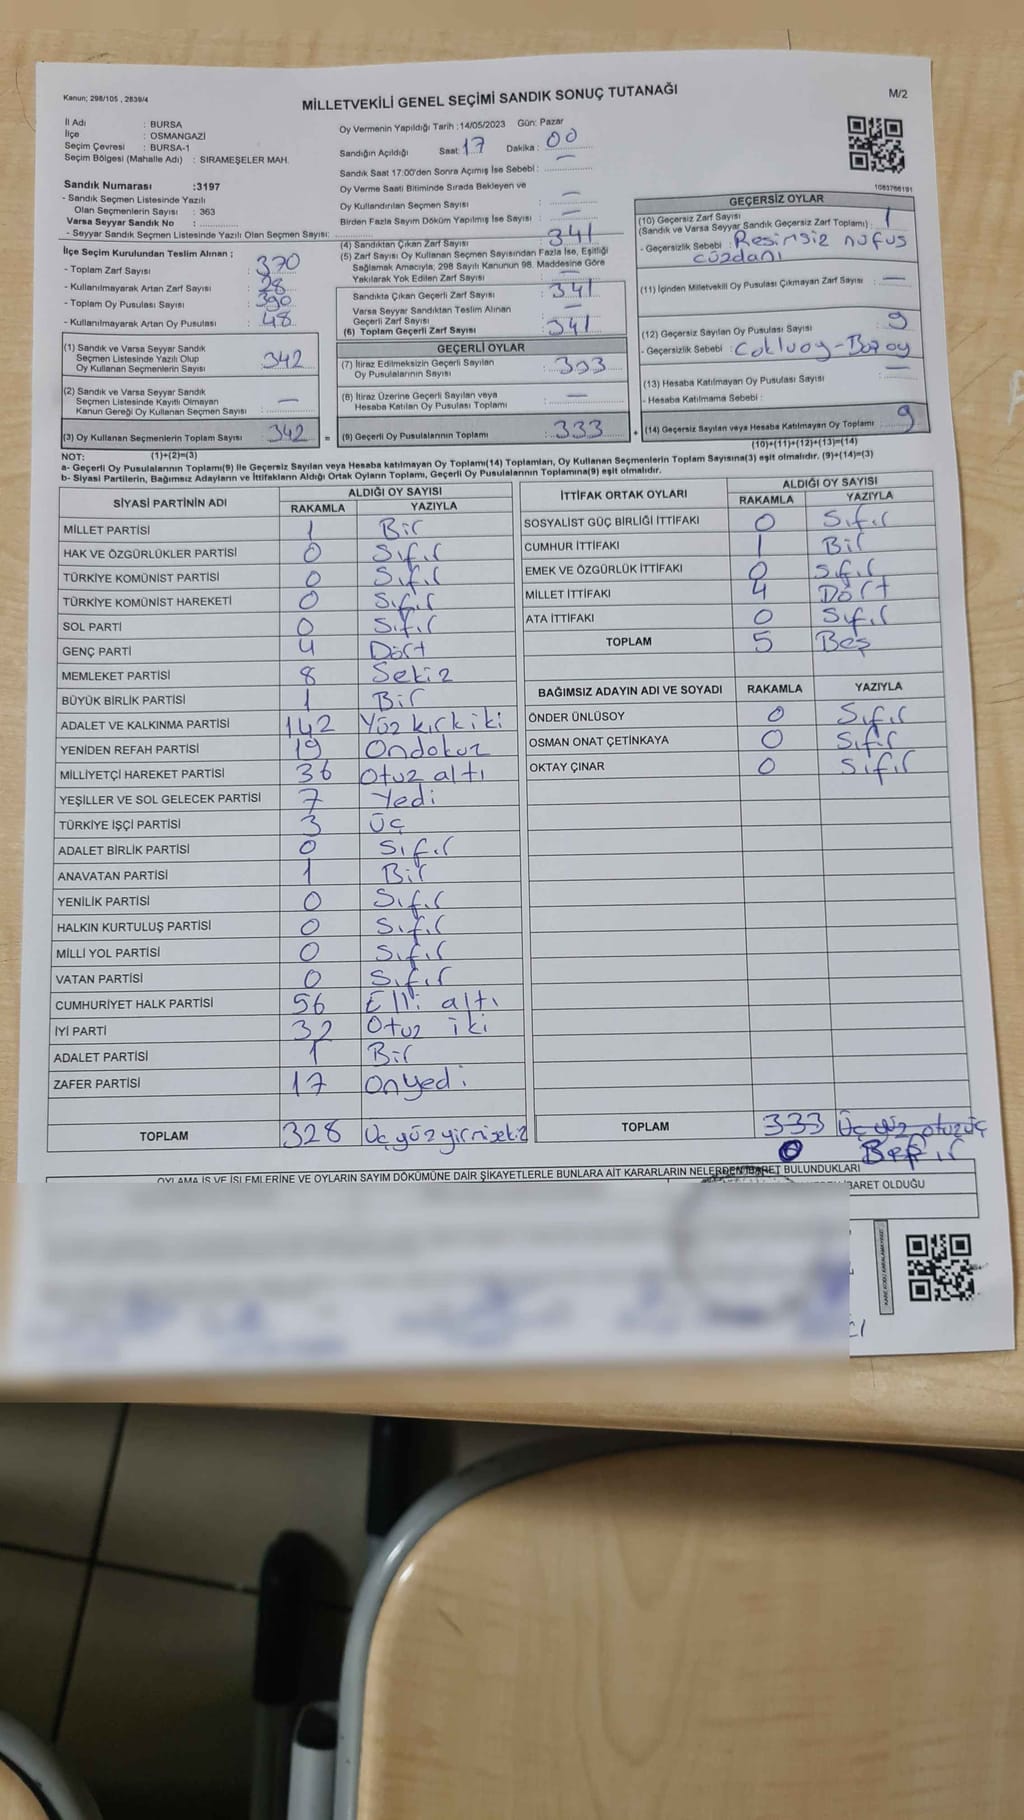 Kanun; 298/105 , 2839/4
MİLLETVEKİLİ GENEL SEÇİMİ SANDIK SONUÇ TUTANAĞI
M/2
İl Adı : BURSA
İlçe : OSMANGAZİ
Seçim Çevresi : BURSA-1
Seçim Bölgesi (Mahalle Adı) : SIRAMEŞELER MAH.
Oy Vermenin Yapıldığı Tarih :14/05/2023 Gün: Pazar
Sandığın Açıldığı Saat: 17 Dakika: 00
Sandık Saat 17:00'den Sonra Açımış İse Sebebi: —
Sandık Numarası :3197
- Sandık Seçmen Listesinde Yazılı
Olan Seçmenlerin Sayısı : 363
Varsa Seyyar Sandık No :
- Seyyar Sandık Seçmen Listesinde Yazılı Olan Seçmen Sayısı:
Oy Verme Saati Bitiminde Sırada Bekleyen ve
Oy Kullandırılan Seçmen Sayısı : —
Birden Fazla Sayım Döküm Yapılmış İse Sayısı : —
İlçe Seçim Kurulundan Teslim Alınan ;
- Toplam Zarf Sayısı : 370
- Kullanılmayarak Artan Zarf Sayısı : 28
- Toplam Oy Pusulası Sayısı : 390
- Kullanılmayarak Artan Oy Pusulası : 48
(4) Sandıktan Çıkan Zarf Sayısı : 341
(5) Zarf Sayısı Oy Kullanan Seçmen Sayısından Fazla İse, Eşitliği
Sağlamak Amacıyla, 298 Sayılı Kanunun 98. Maddesine Göre
Yakılarak Yok Edilen Zarf Sayısı : —
Sandıkta Çıkan Geçerli Zarf Sayısı : 341
Varsa Seyyar Sandıktan Teslim Alınan
Geçerli Zarf Sayısı : —
(6) Toplam Geçerli Zarf Sayısı : 341
1083766191
GEÇERSİZ OYLAR
(10) Geçersiz Zarf Sayısı
(Sandık ve Varsa Seyyar Sandık Geçersiz Zarf Toplamı) : 1
- Geçersizlik Sebebi : Resimsiz nüfus
cüzdanı
(11) İçinden Milletvekili Oy Pusulası Çıkmayan Zarf Sayısı : —
(12) Geçersiz Sayılan Oy Pusulası Sayısı : 9
- Geçersizlik Sebebi :
(13) Hesaba Katılmayan Oy Pusulası Sayısı : —
- Hesaba Katılmama Sebebi :
(14) Geçersiz Sayılan veya Hesaba Katılmayan Oy Toplamı : 9
(10)+(11)+(12)+(13)=(14)
(1) Sandık ve Varsa Seyyar Sandık
Seçmen Listesinde Yazılı Olup
Oy Kullanan Seçmenlerin Sayısı : 342
(2) Sandık ve Varsa Seyyar Sandık
Seçmen Listesinde Kayıtlı Olmayan
Kanun Gereği Oy Kullanan Seçmen Sayısı : —
(3) Oy Kullanan Seçmenlerin Toplam Sayısı : 342 =
(1)+(2)=(3)
GEÇERLİ OYLAR
(7) İtiraz Edilmeksizin Geçerli Sayılan
Oy Pusulalarının Sayısı : 333
(8) İtiraz Üzerine Geçerli Sayılan veya
Hesaba Katılan Oy Pusulası Toplamı : —
(9) Geçerli Oy Pusulalarının Toplamı : 333 +
NOT:
a- Geçerli Oy Pusulalarının Toplamı(9) ile Geçersiz Sayılan veya Hesaba katılmayan Oy Toplamı(14) Toplamları, Oy Kullanan Seçmenlerin Toplam Sayısına(3) eşit olmalıdır. (9)+(14)=(3)
b- Siyasi Partilerin, Bağımsız Adayların ve İttifakların Aldığı Ortak Oyların Toplamı, Geçerli Oy Pusulalarının Toplamına(9) eşit olmalıdır.
SİYASİ PARTİNİN ADI ALDIĞI OY SAYISI
RAKAMLA YAZIYLA
MİLLET PARTİSİ 1 Bir
HAK VE ÖZGÜRLÜKLER PARTİSİ 0 Sıfır
TÜRKİYE KOMÜNİST PARTİSİ 0 Sıfır
TÜRKİYE KOMÜNİST HAREKETİ 0 Sıfır
SOL PARTİ 0 Sıfır
GENÇ PARTİ 4 Dört
MEMLEKET PARTİSİ 8 Sekiz
BÜYÜK BİRLİK PARTİSİ 1 Bir
ADALET VE KALKINMA PARTİSİ 142 Yüz kırk iki
YENİDEN REFAH PARTİSİ 19 Ondokuz
MİLLİYETÇİ HAREKET PARTİSİ 36 Otuz altı
YEŞİLLER VE SOL GELECEK PARTİSİ 7 Yedi
TÜRKİYE İŞÇİ PARTİSİ 3 Üç
ADALET BİRLİK PARTİSİ 0 Sıfır
ANAVATAN PARTİSİ 1 Bir
YENİLİK PARTİSİ 0 Sıfır
HALKIN KURTULUŞ PARTİSİ 0 Sıfır
MİLLİ YOL PARTİSİ 0 Sıfır
VATAN PARTİSİ 0 Sıfır
CUMHURİYET HALK PARTİSİ 56 Elli altı
İYİ PARTİ 32 Otuz iki
ADALET PARTİSİ 1 Bir
ZAFER PARTİSİ 17 Onyedi
TOPLAM 328 Üç yüz yirmisekiz
İTTİFAK ORTAK OYLARI ALDIĞI OY SAYISI
RAKAMLA YAZIYLA
SOSYALİST GÜÇ BİRLİĞİ İTTİFAKI 0 Sıfır
CUMHUR İTTİFAKI 1 Bir
EMEK VE ÖZGÜRLÜK İTTİFAKI 0 Sıfır
MİLLET İTTİFAKI 4 Dört
ATA İTTİFAKI 0 Sıfır
TOPLAM 5 Beş
BAĞIMSIZ ADAYIN ADI VE SOYADI RAKAMLA YAZIYLA
ÖNDER ÜNLÜSOY 0 Sıfır
OSMAN ONAT ÇETİNKAYA 0 Sıfır
OKTAY ÇINAR 0 Sıfır
TOPLAM 333 Üç yüz otuzüç
0
OYLAMA İŞ VE İŞLEMLERİNE VE OYLARIN SAYIM DÖKÜMÜNE DAİR ŞİKAYETLERLE BUNLARA AİT KARARLARIN NELERDEN İBARET BULUNDUKLARI
BARET OLDUĞU